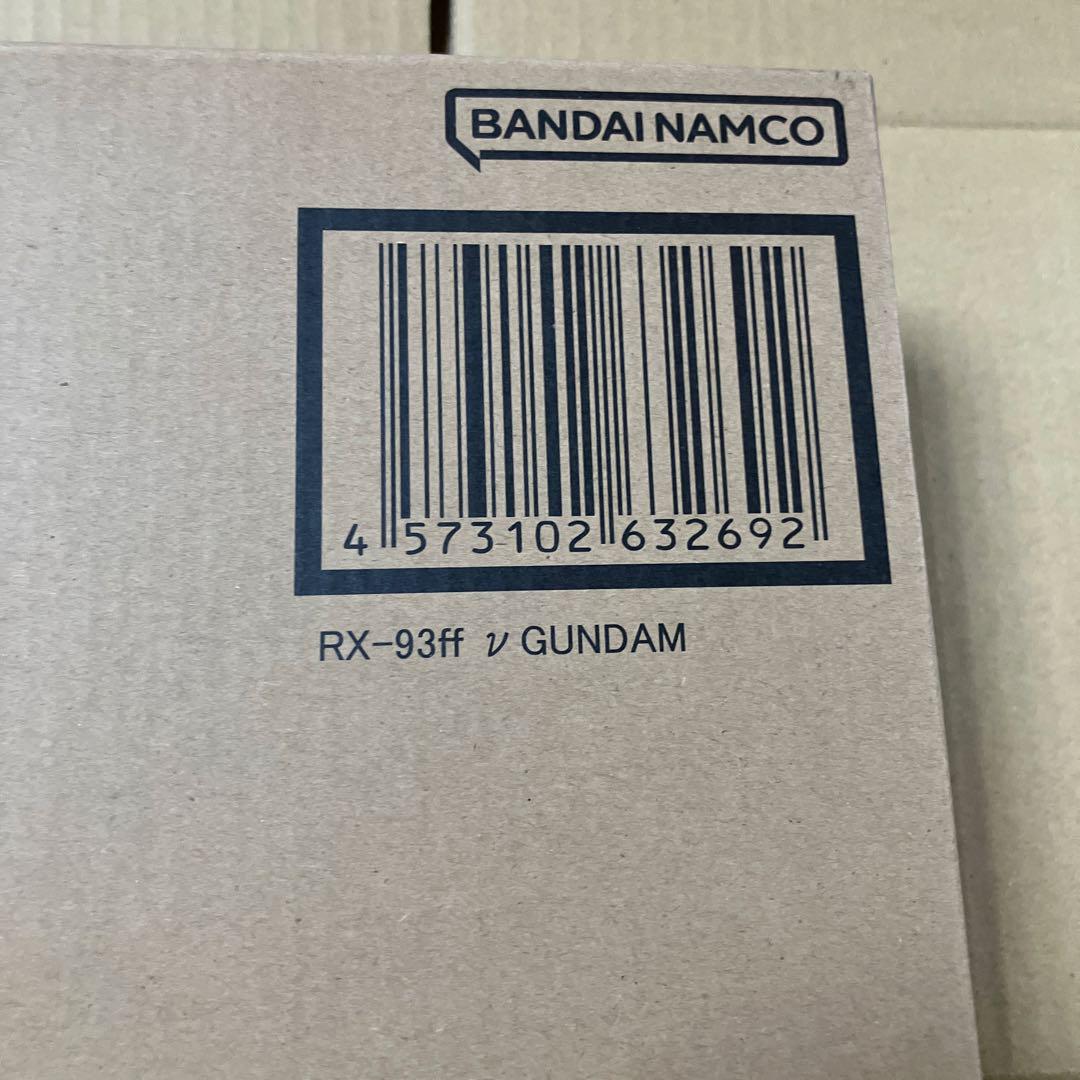 BANDAI NAMCO
4 573102 632692
RX-93ff ν GUNDAM